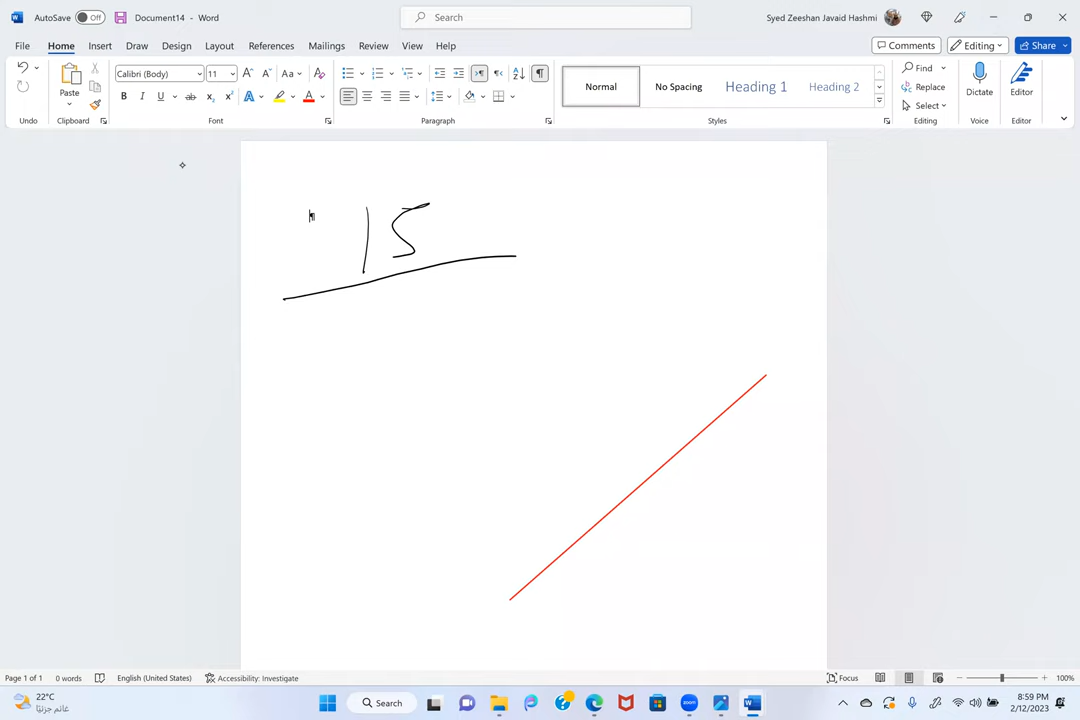 AutoSave Off Document14 - Word Search Syed Zeeshan Javaid Hashmi
File Home Insert Draw Design Layout References Mailings Review View Help Comments Editing Share
Calibri (Body) 11 Aa Normal No Spacing Heading 1 Heading 2 Find Replace Select
Paste Dictate Editor
Undo Clipboard Font Paragraph Styles Editing Voice Editor
15
Page 1 of 1 0 words English (United States) Accessibility: Investigate Focus 100%
22°C
غائم جزئيًا
Search
8:59 PM
2/12/2023